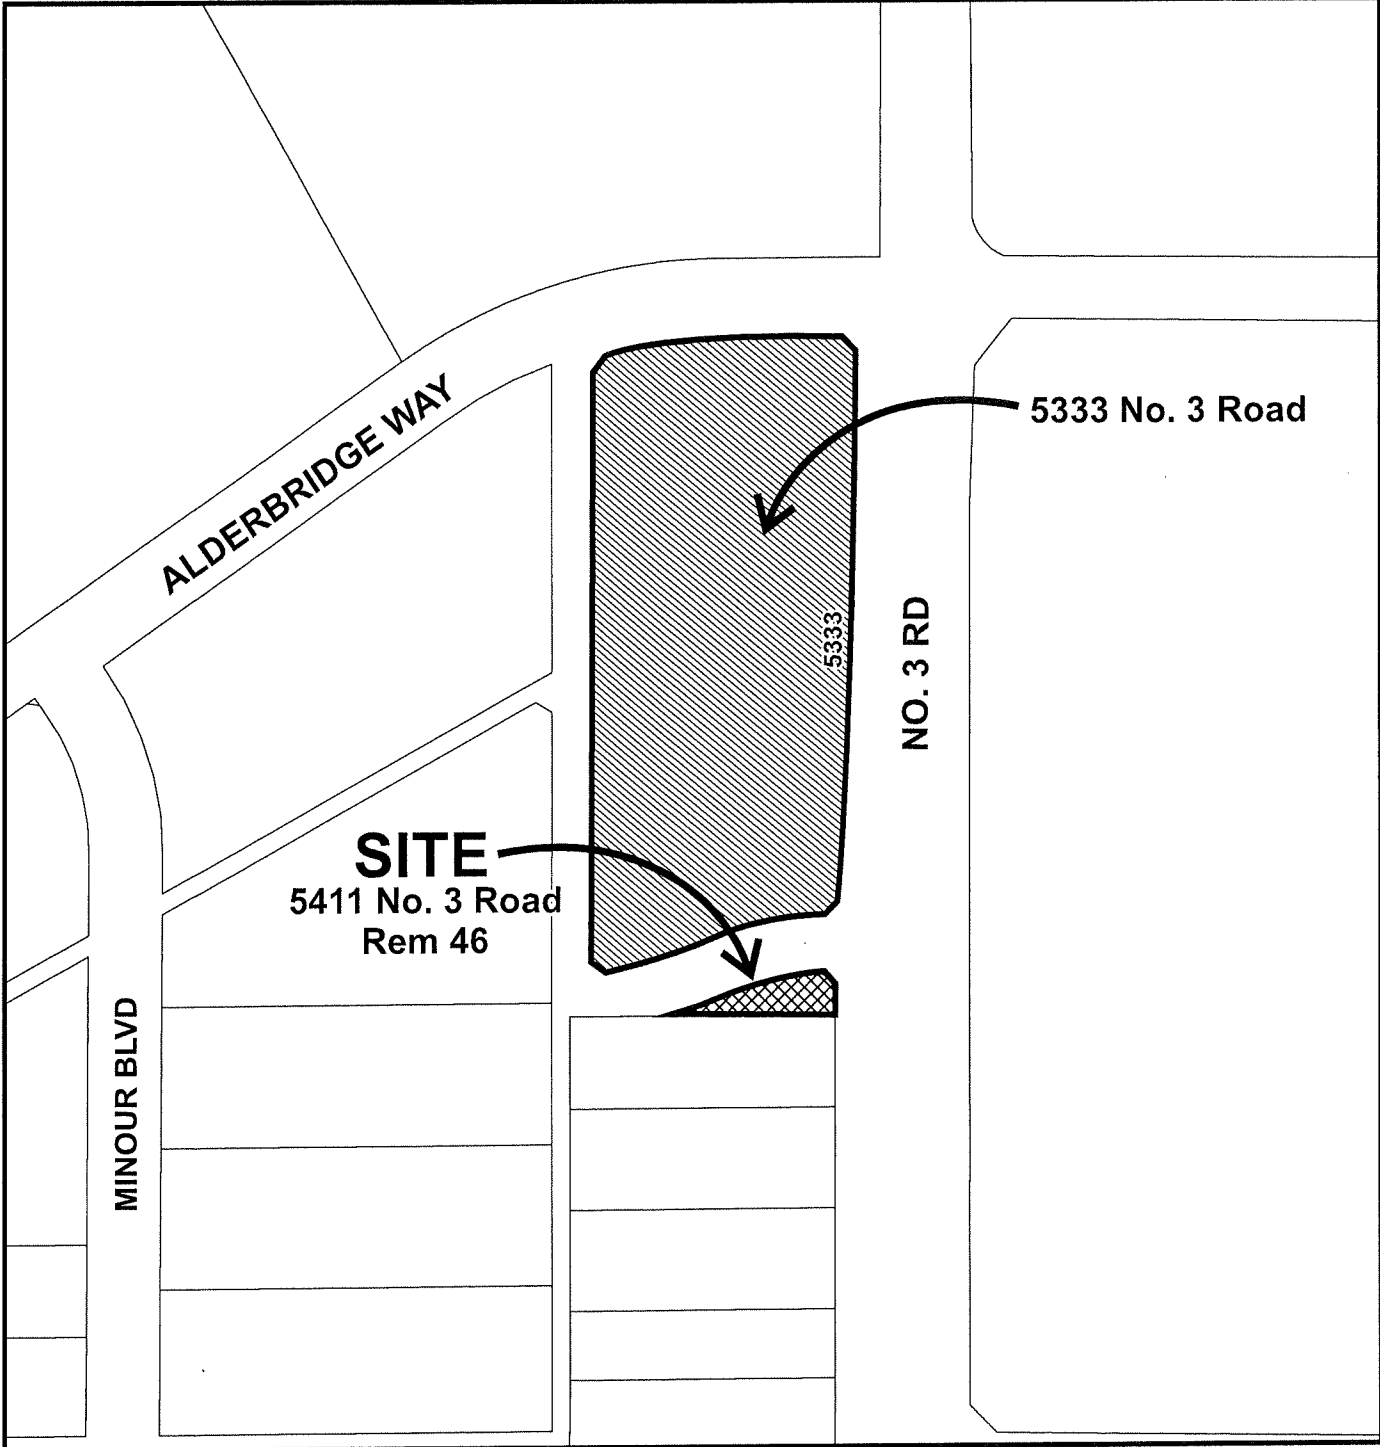 5333 No. 3 Road
ALDERBRIDGE WAY
5333
NO. 3 RD
SITE
5411 No. 3 Road
Rem 46
MINOUR BLVD